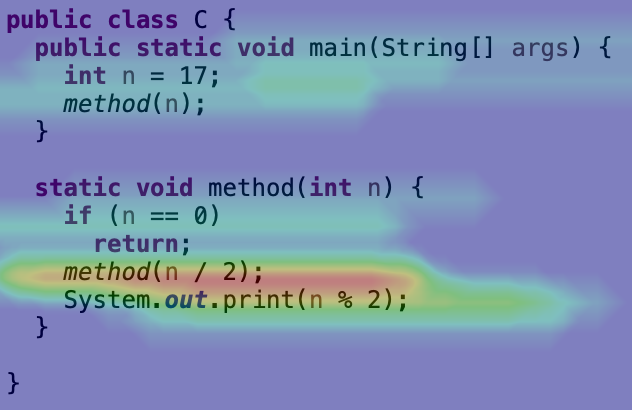 public class C {
public static void main(String[] args) {
int n = 17;
method(n);
}
static void method(int n) {
if (n == 0)
return;
method(n / 2);
System.out.print(n % 2);
}
}